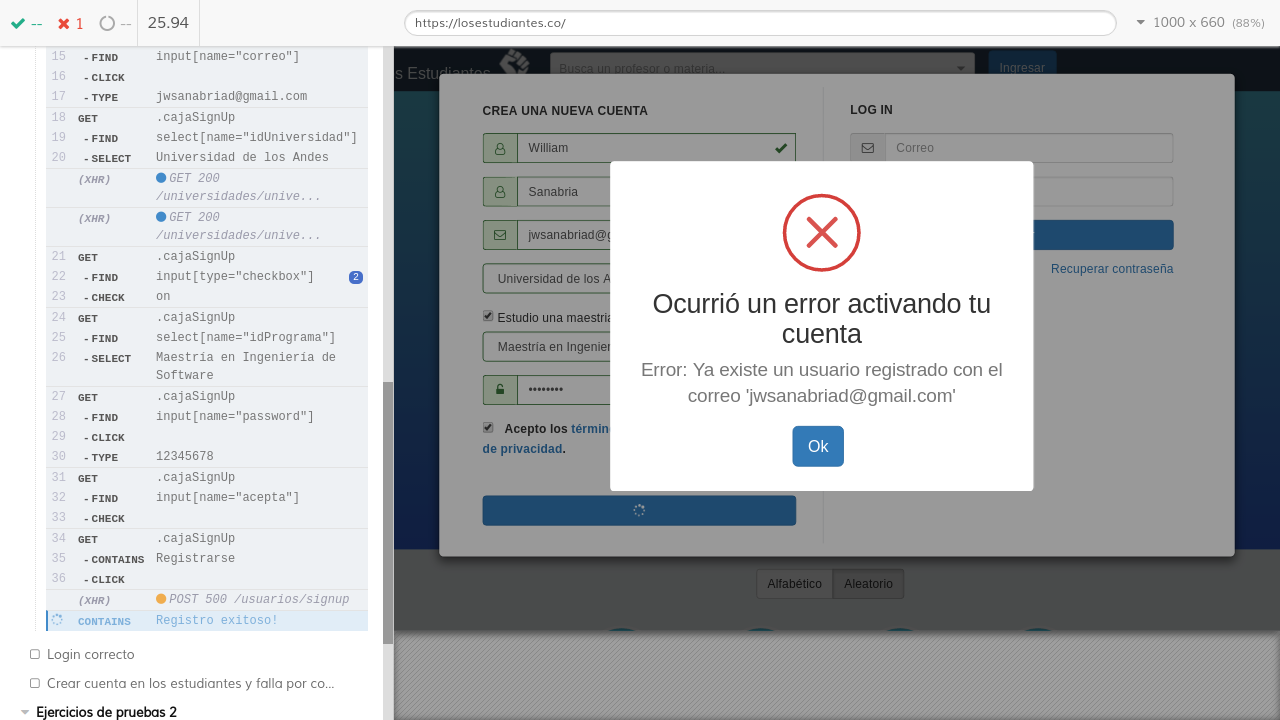 -- 1 -- 25.94
https://losestudiantes.co/
1000 x 660 (88%)
15 -FIND input[name="correo"]
16 -CLICK
17 -TYPE jwsanabriad@gmail.com
18 GET .cajaSignUp
19 -FIND select[name="idUniversidad"]
20 -SELECT Universidad de los Andes
(XHR) GET 200
/universidades/unive...
(XHR) GET 200
/universidades/unive...
21 GET .cajaSignUp
22 -FIND input[type="checkbox"] 2
23 -CHECK on
24 GET .cajaSignUp
25 -FIND select[name="idPrograma"]
26 -SELECT Maestría en Ingeniería de
Software
27 GET .cajaSignUp
28 -FIND input[name="password"]
29 -CLICK
30 -TYPE 12345678
31 GET .cajaSignUp
32 -FIND input[name="acepta"]
33 -CHECK
34 GET .cajaSignUp
35 -CONTAINS Registrarse
36 -CLICK
(XHR) POST 500 /usuarios/signup
CONTAINS Registro exitoso!
Login correcto
Crear cuenta en los estudiantes y falla por co...
Ejercicios de pruebas 2
s Estudiantes
Busca un profesor o materia...
Ingresar
CREA UNA NUEVA CUENTA
William
Sanabria
jwsanabriad@g
Universidad de los A
Estudio una maestría
Maestría en Ingenier
••••••••
Acepto los términ
de privacidad.
LOG IN
Correo
Recuperar contraseña
Ocurrió un error activando tu
cuenta
Error: Ya existe un usuario registrado con el
correo 'jwsanabriad@gmail.com'
Ok
Alfabético Aleatorio